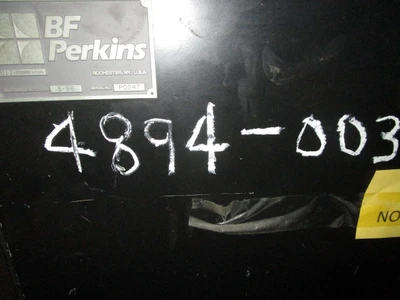 BF
Perkins
ROCHESTER, N.Y., U.S.A.
4894-003
NO